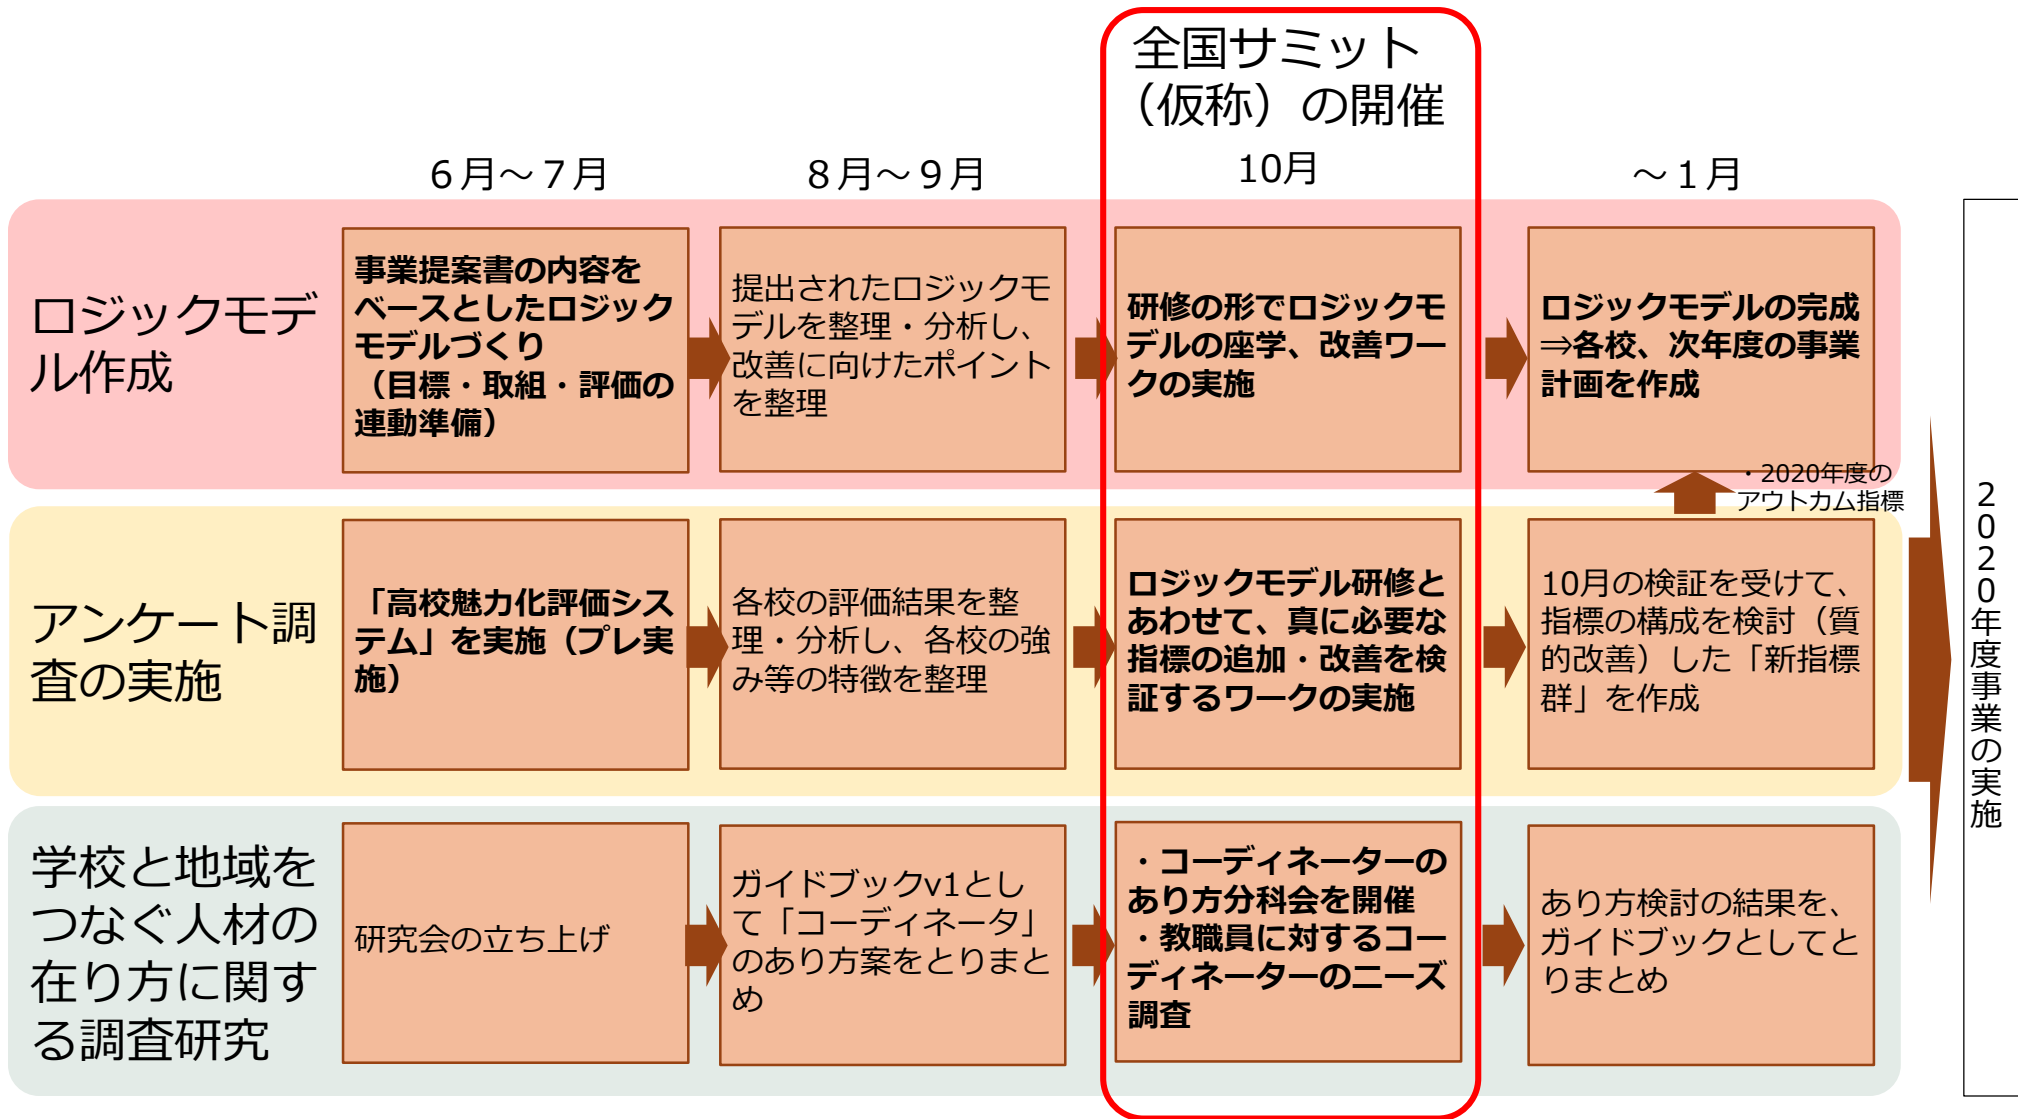 全国サミット
（仮称）の開催
６月～７月
８月～９月
10月
～１月
ロジックモデ
ル作成
事業提案書の内容を
ベースとしたロジック
モデルづくり
（目標・取組・評価の
連動準備）
提出されたロジックモ
デルを整理・分析し、
改善に向けたポイント
を整理
研修の形でロジックモ
デルの座学、改善ワー
クの実施
ロジックモデルの完成
⇒各校、次年度の事業
計画を作成
・2020年度の
アウトカム指標
アンケート調
査の実施
「高校魅力化評価シス
テム」を実施（プレ実
施）
各校の評価結果を整
理・分析し、各校の強
み等の特徴を整理
ロジックモデル研修と
あわせて、真に必要な
指標の追加・改善を検
証するワークの実施
10月の検証を受けて、
指標の構成を検討（質
的改善）した「新指標
群」を作成
学校と地域を
つなぐ人材の
在り方に関す
る調査研究
研究会の立ち上げ
ガイドブックv1とし
て「コーディネータ」
のあり方案をとりまと
め
・コーディネーターの
あり方分科会を開催
・教職員に対するコー
ディネーターのニーズ
調査
あり方検討の結果を、
ガイドブックとしてと
りまとめ
2020年度事業の実施